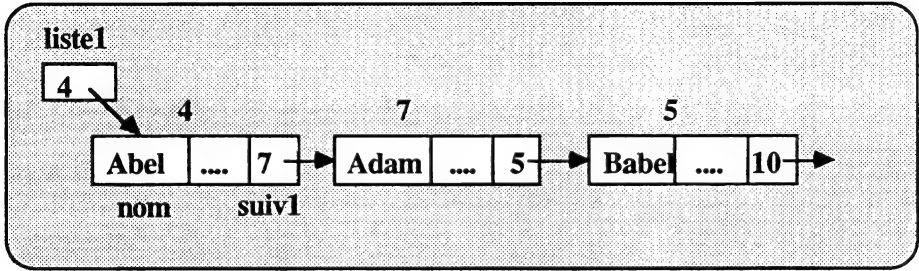 liste1
4
4 7 5
Abel .... 7 Adam .... 5 Babel .... 10
nom suiv1